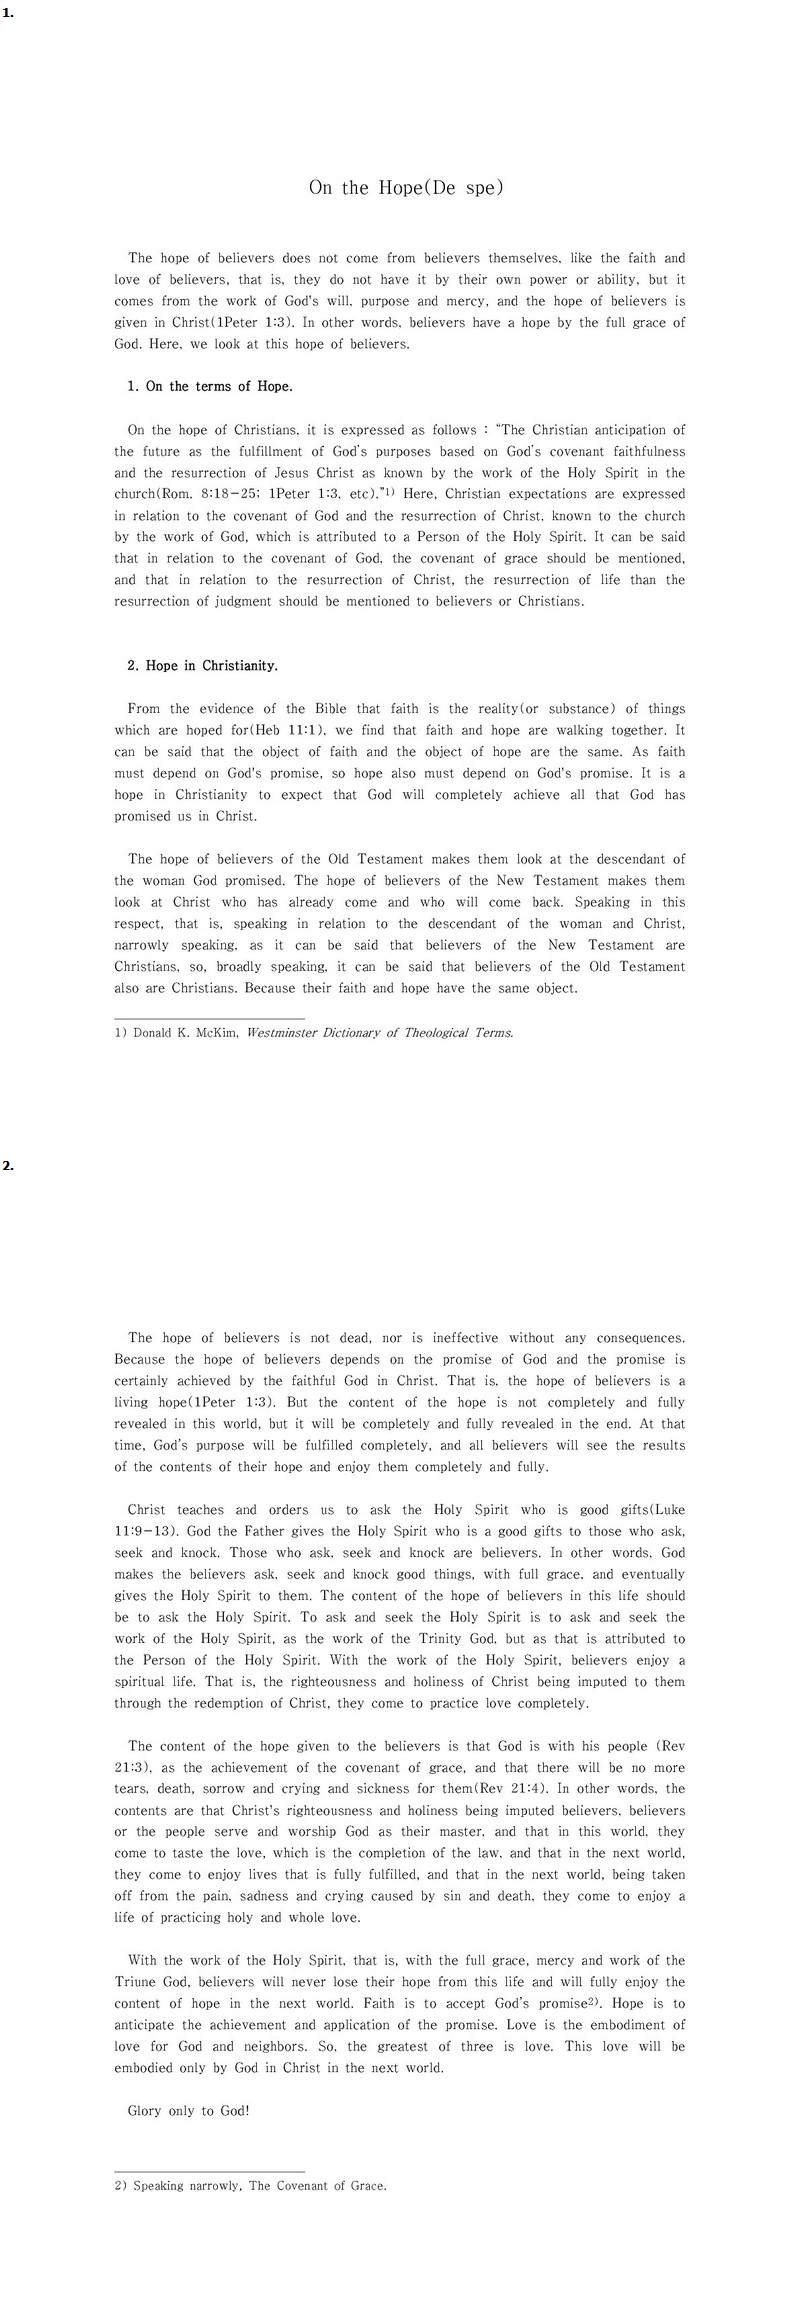 1.
On the Hope(De spe)
The hope of believers does not come from believers themselves, like the faith and
love of believers, that is, they do not have it by their own power or ability, but it
comes from the work of God's will, purpose and mercy, and the hope of believers is
given in Christ(1Peter 1:3). In other words, believers have a hope by the full grace of
God. Here, we look at this hope of believers.
1. On the terms of Hope.
On the hope of Christians, it is expressed as follows : "The Christian anticipation of
the future as the fulfillment of God's purposes based on God's covenant faithfulness
and the resurrection of Jesus Christ as known by the work of the Holy Spirit in the
church(Rom. 8:18-25; 1Peter 1:3, etc)."1) Here, Christian expectations are expressed
in relation to the covenant of God and the resurrection of Christ, known to the church
by the work of God, which is attributed to a Person of the Holy Spirit. It can be said
that in relation to the covenant of God, the covenant of grace should be mentioned,
and that in relation to the resurrection of Christ, the resurrection of life than the
resurrection of judgment should be mentioned to believers or Christians.
2. Hope in Christianity.
From the evidence of the Bible that faith is the reality(or substance) of things
which are hoped for(Heb 11:1), we find that faith and hope are walking together. It
can be said that the object of faith and the object of hope are the same. As faith
must depend on God's promise, so hope also must depend on God's promise. It is a
hope in Christianity to expect that God will completely achieve all that God has
promised us in Christ.
The hope of believers of the Old Testament makes them look at the descendant of
the woman God promised. The hope of believers of the New Testament makes them
look at Christ who has already come and who will come back. Speaking in this
respect, that is, speaking in relation to the descendant of the woman and Christ,
narrowly speaking, as it can be said that believers of the New Testament are
Christians, so, broadly speaking, it can be said that believers of the Old Testament
also are Christians. Because their faith and hope have the same object.
1) Donald K. McKim, Westminster Dictionary of Theological Terms.
2.
The hope of believers is not dead, nor is ineffective without any consequences.
Because the hope of believers depends on the promise of God and the promise is
certainly achieved by the faithful God in Christ. That is, the hope of believers is a
living hope(1Peter 1:3). But the content of the hope is not completely and fully
revealed in this world, but it will be completely and fully revealed in the end. At that
time, God's purpose will be fulfilled completely, and all believers will see the results
of the contents of their hope and enjoy them completely and fully.
Christ teaches and orders us to ask the Holy Spirit who is good gifts(Luke
11:9-13). God the Father gives the Holy Spirit who is a good gifts to those who ask,
seek and knock. Those who ask, seek and knock are believers. In other words, God
makes the believers ask, seek and knock good things, with full grace, and eventually
gives the Holy Spirit to them. The content of the hope of believers in this life should
be to ask the Holy Spirit. To ask and seek the Holy Spirit is to ask and seek the
work of the Holy Spirit, as the work of the Trinity God, but as that is attributed to
the Person of the Holy Spirit. With the work of the Holy Spirit, believers enjoy a
spiritual life. That is, the righteousness and holiness of Christ being imputed to them
through the redemption of Christ, they come to practice love completely.
The content of the hope given to the believers is that God is with his people (Rev
21:3), as the achievement of the covenant of grace, and that there will be no more
tears, death, sorrow and crying and sickness for them(Rev 21:4). In other words, the
contents are that Christ's righteousness and holiness being imputed believers, believers
or the people serve and worship God as their master, and that in this world, they
come to taste the love, which is the completion of the law, and that in the next world,
they come to enjoy lives that is fully fulfilled, and that in the next world, being taken
off from the pain, sadness and crying caused by sin and death, they come to enjoy a
life of practicing holy and whole love.
With the work of the Holy Spirit, that is, with the full grace, mercy and work of the
Triune God, believers will never lose their hope from this life and will fully enjoy the
content of hope in the next world. Faith is to accept God's promise2). Hope is to
anticipate the achievement and application of the promise. Love is the embodiment of
love for God and neighbors. So, the greatest of three is love. This love will be
embodied only by God in Christ in the next world.
Glory only to God!
2) Speaking narrowly, The Covenant of Grace.